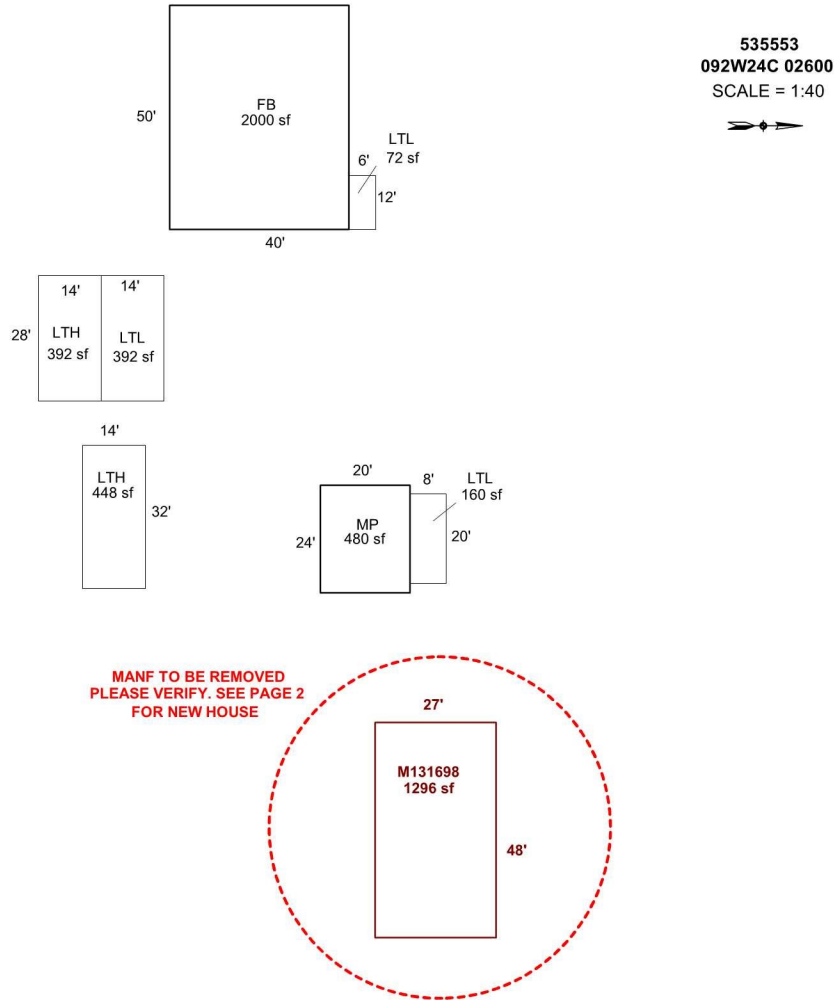 535553
092W24C 02600
SCALE = 1:40
50'
FB
2000 sf
LTL
72 sf
6'
12'
40'
14'
14'
28'
LTH
392 sf
LTL
392 sf
14'
LTH
448 sf
32'
20'
8'
LTL
160 sf
24'
MP
480 sf
20'
MANF TO BE REMOVED
PLEASE VERIFY. SEE PAGE 2
FOR NEW HOUSE
27'
M131698
1296 sf
48'